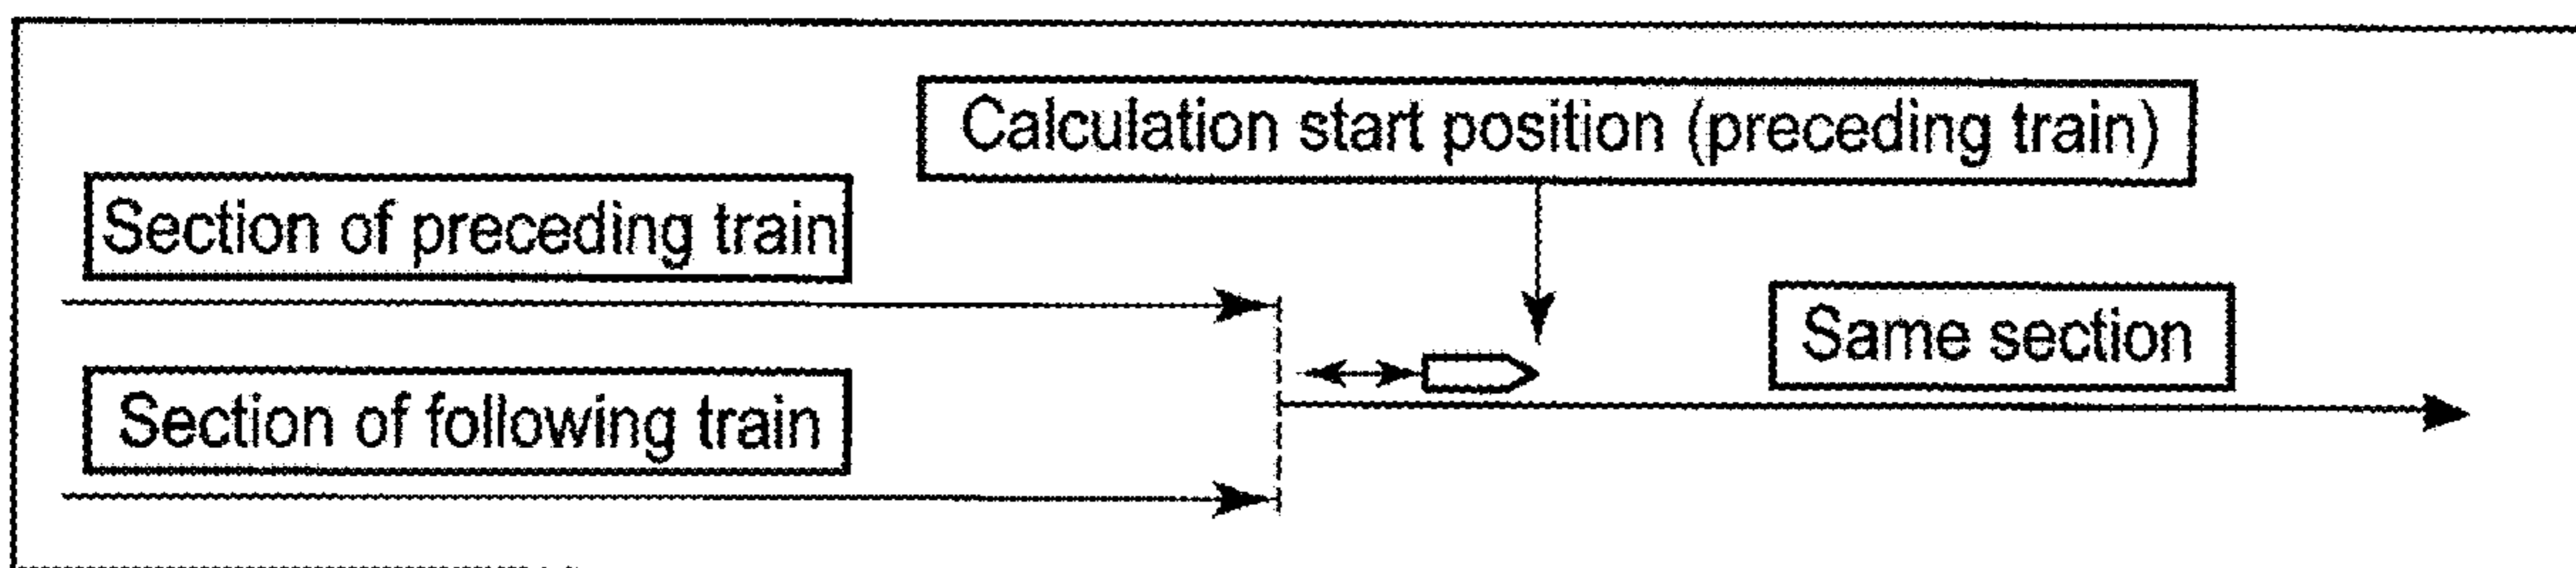 Calculation start position (preceding train)
Section of preceding train
Same section
Section of following train